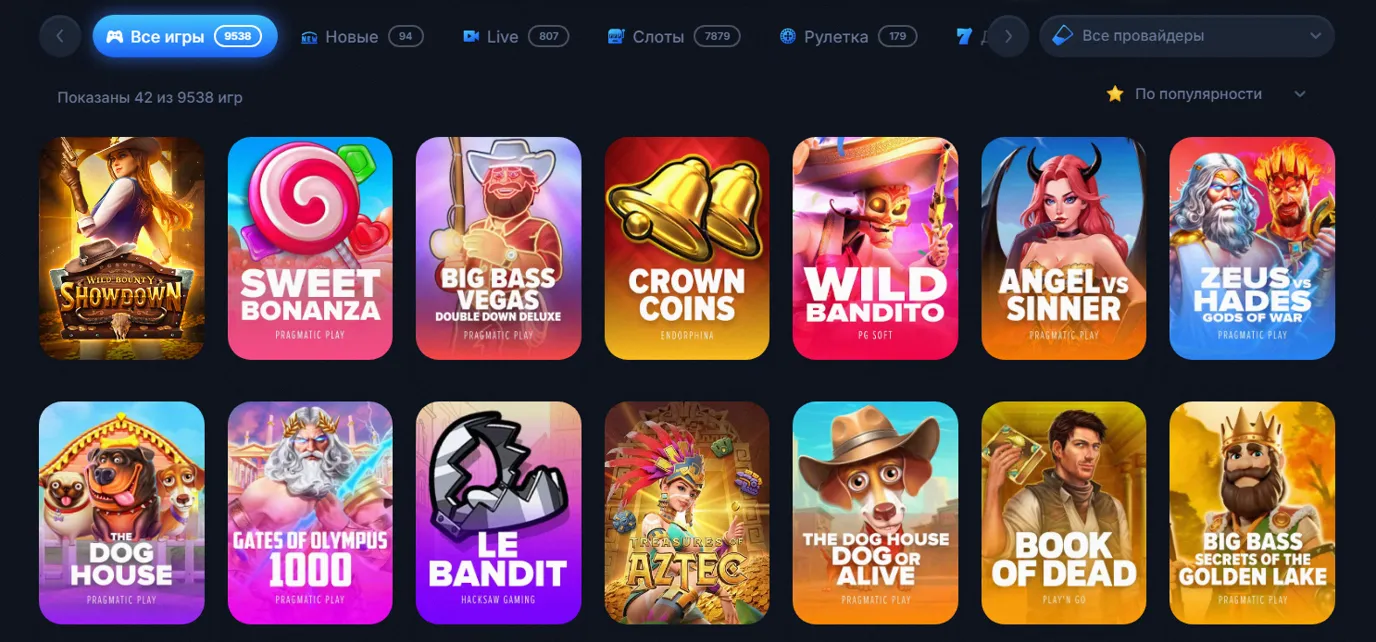 Все игры 9538
Новые 94
Live 807
Слоты 7879
Рулетка 179
Все провайдеры
Показаны 42 из 9538 игр
По популярности
WILD BOUNTY
SHOWDOWN
SWEET
BONANZA
PRAGMATIC PLAY
BIG BASS
VEGAS
DOUBLE DOWN DELUXE
PRAGMATIC PLAY
CROWN
COINS
ENDORPHINA
WILD
BANDITO
PG SOFT
ANGEL VS
SINNER
PRAGMATIC PLAY
ZEUS VS
HADES
GODS OF WAR
PRAGMATIC PLAY
THE
DOG
HOUSE
PRAGMATIC PLAY
GATES OF OLYMPUS
1000
PRAGMATIC PLAY
LE
BANDIT
HACKSAW GAMING
TREASURES OF
AZTEC
THE DOG HOUSE
DOG OR
ALIVE
PRAGMATIC PLAY
BOOK
OF DEAD
PLAY'N GO
BIG BASS
SECRETS OF THE
GOLDEN LAKE
PRAGMATIC PLAY